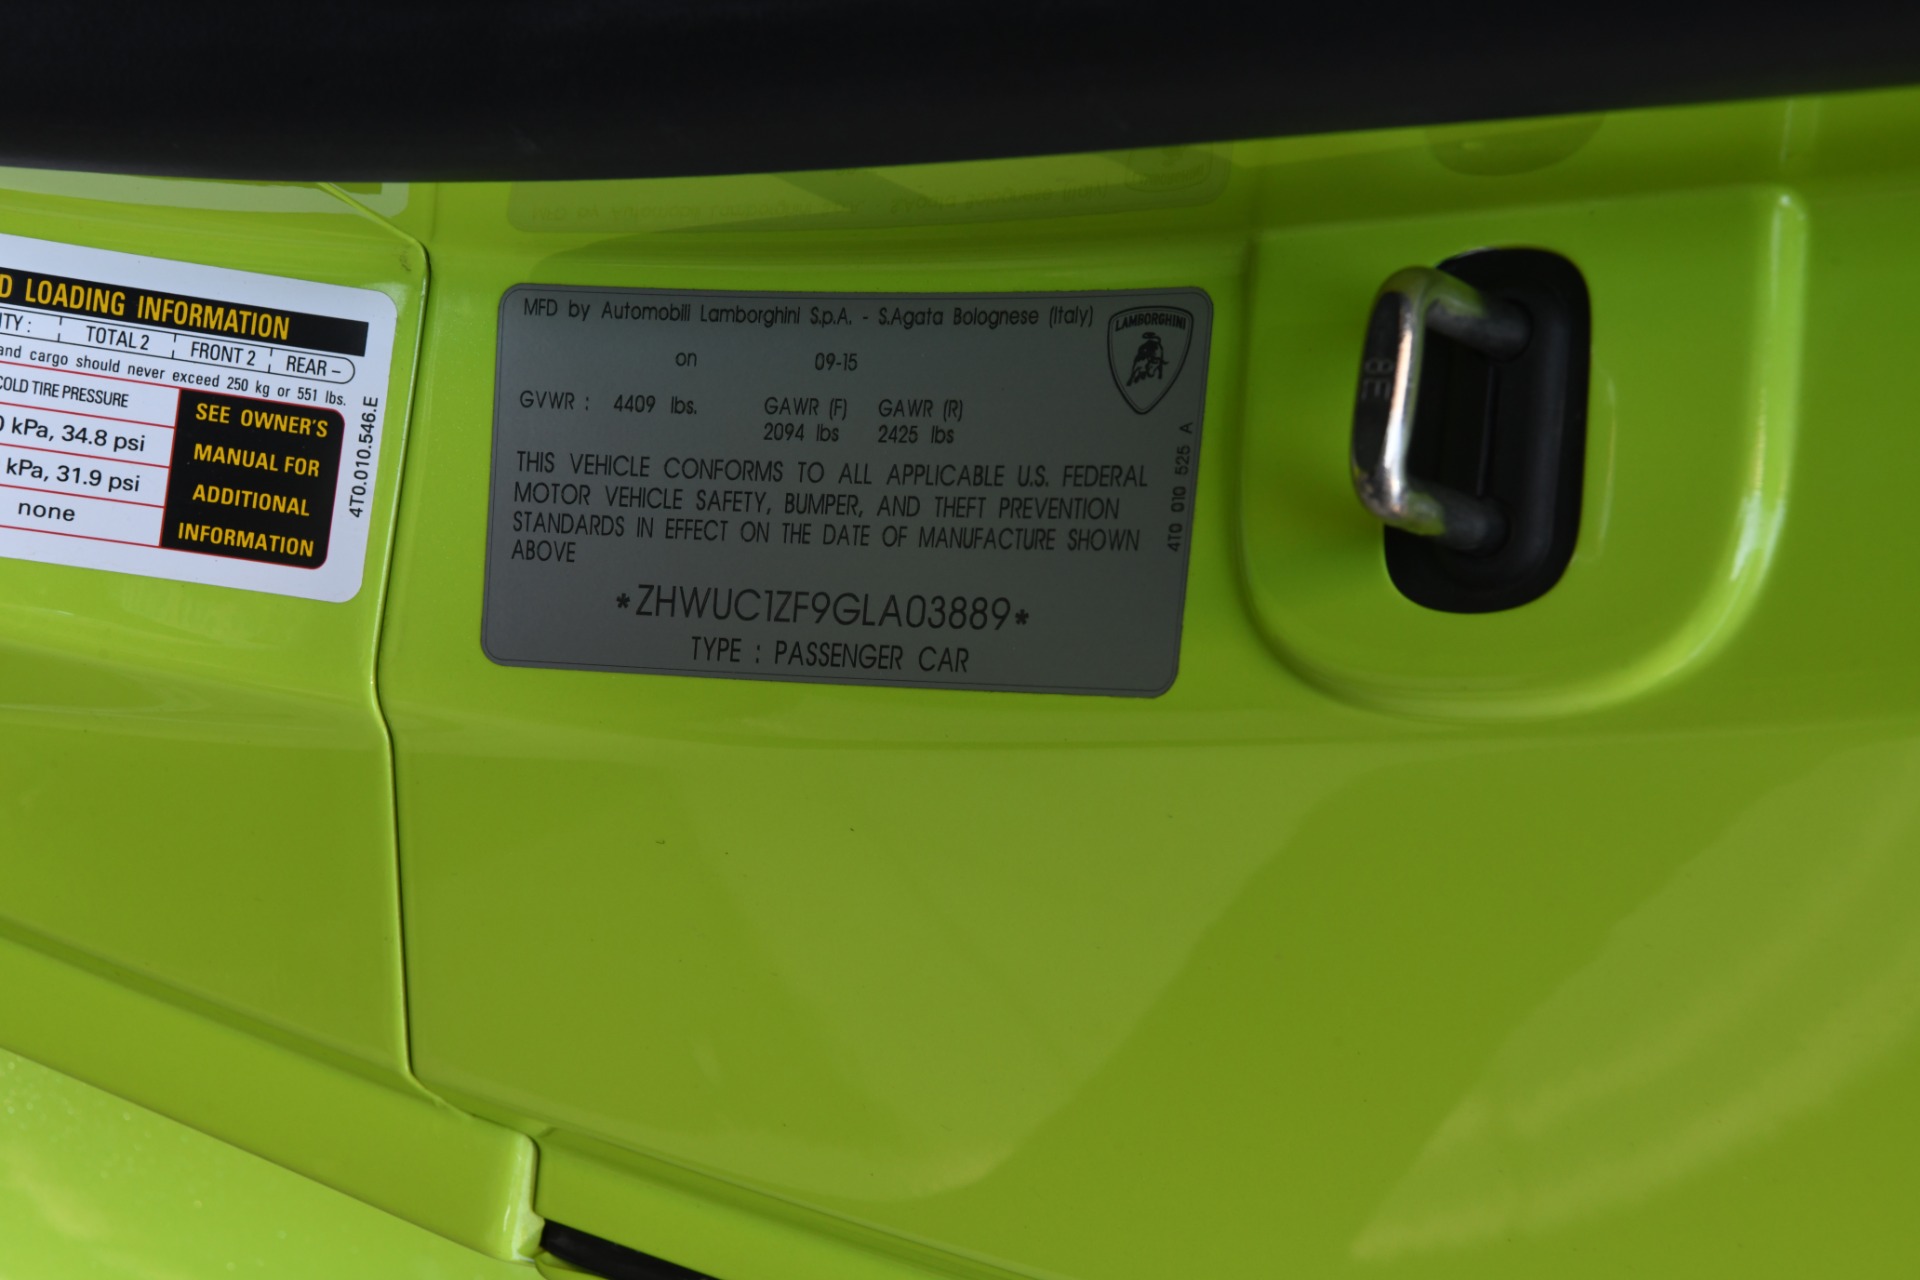 D LOADING INFORMATION
ITY: TOTAL 2 FRONT 2 REAR –
and cargo should never exceed 250 kg or 551 lbs.
COLD TIRE PRESSURE
0 kPa, 34.8 psi
kPa, 31.9 psi
none
SEE OWNER'S
MANUAL FOR
ADDITIONAL
INFORMATION
4T0.010.546.E
MFD by Automobili Lamborghini S.p.A. - S.Agata Bolognese (Italy)
on 09-15
GVWR : 4409 lbs. GAWR (F) GAWR (R)
2094 lbs 2425 lbs
THIS VEHICLE CONFORMS TO ALL APPLICABLE U.S. FEDERAL
MOTOR VEHICLE SAFETY, BUMPER, AND THEFT PREVENTION
STANDARDS IN EFFECT ON THE DATE OF MANUFACTURE SHOWN
ABOVE
*ZHWUC1ZF9GLA03889*
TYPE : PASSENGER CAR
LAMBORGHINI
4T0 010 525 A